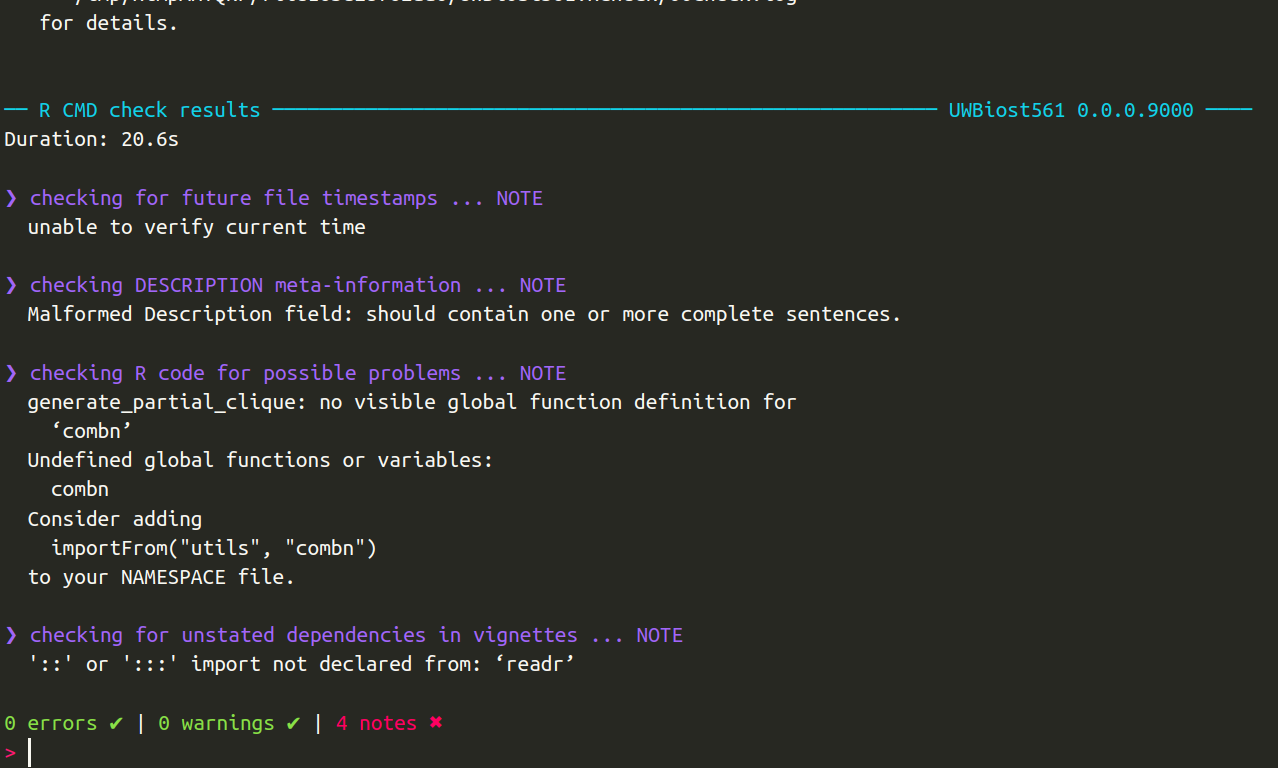 for details.
── R CMD check results ───────────────────────────────────────────────────────── UWBiost561 0.0.0.9000 ────
Duration: 20.6s
❯ checking for future file timestamps ... NOTE
unable to verify current time
❯ checking DESCRIPTION meta-information ... NOTE
Malformed Description field: should contain one or more complete sentences.
❯ checking R code for possible problems ... NOTE
generate_partial_clique: no visible global function definition for
‘combn’
Undefined global functions or variables:
combn
Consider adding
importFrom("utils", "combn")
to your NAMESPACE file.
❯ checking for unstated dependencies in vignettes ... NOTE
'::' or ':::' import not declared from: ‘readr’
0 errors ✔ | 0 warnings ✔ | 4 notes ✖
>